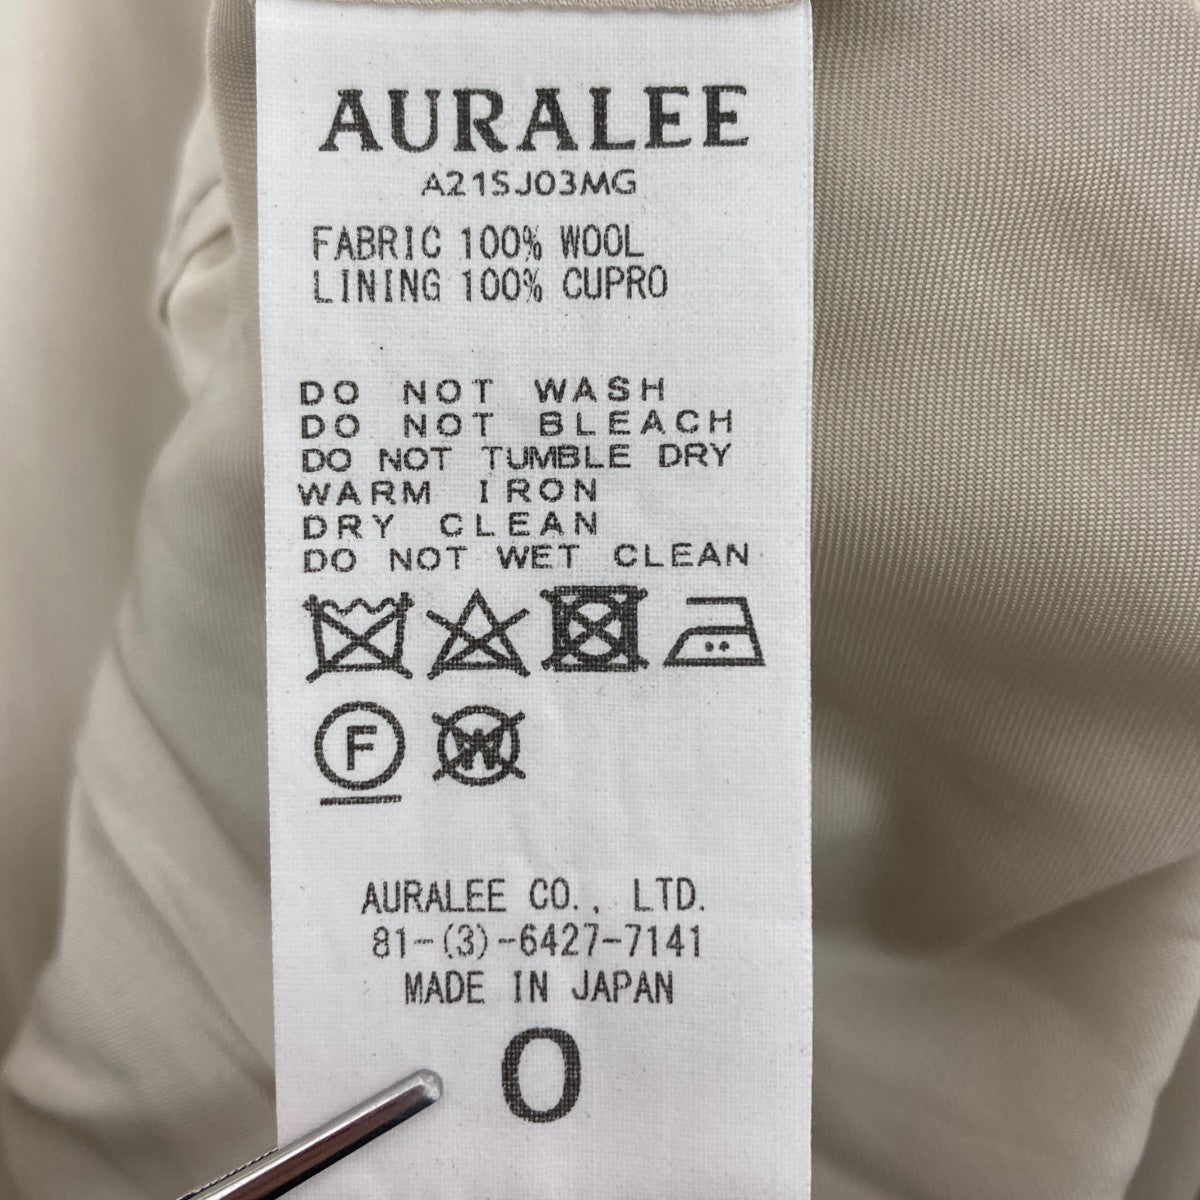 AURALEE
A21SJ03MG
FABRIC 100% WOOL
LINING 100% CUPRO
DO NOT WASH
DO NOT BLEACH
DO NOT TUMBLE DRY
WARM IRON
DRY CLEAN
DO NOT WET CLEAN
F W
AURALEE CO., LTD.
81-(3)-6427-7141
MADE IN JAPAN
0